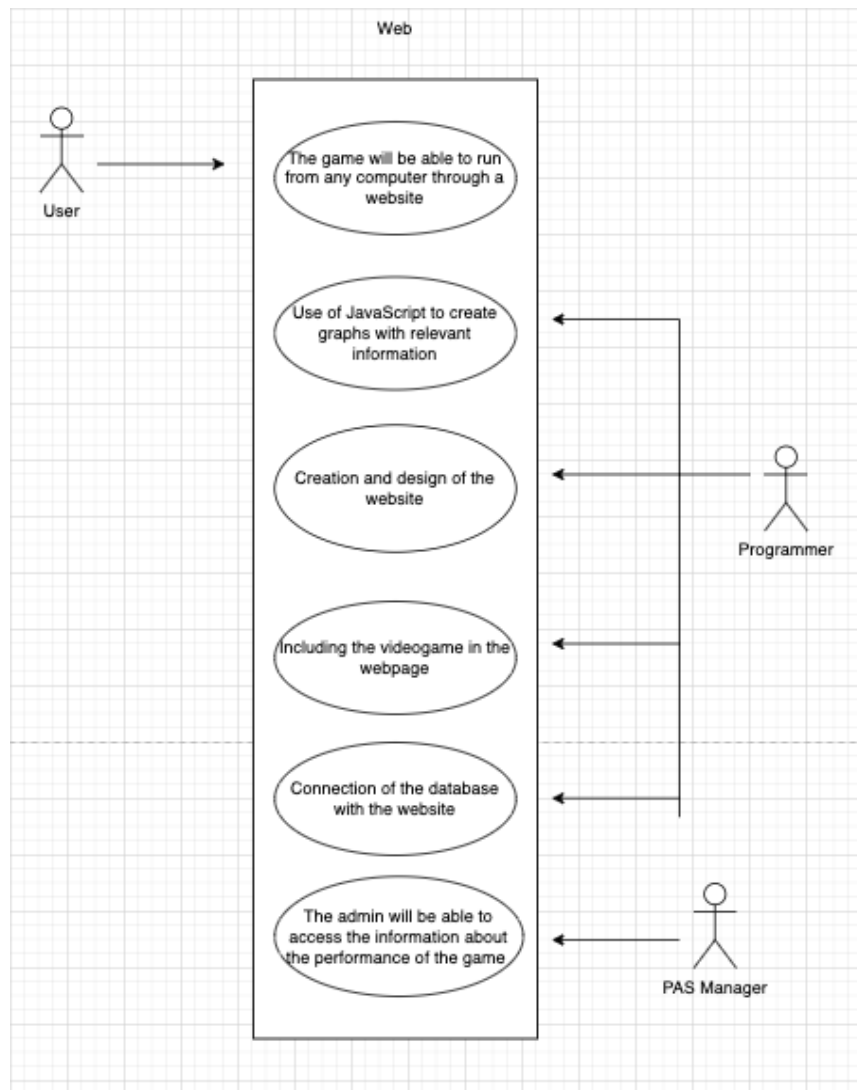 Web
The game will be able to run
from any computer through a
website
User
Use of JavaScript to create
graphs with relevant
information
Creation and design of the
website
Programmer
Including the videogame in the
webpage
Connection of the database
with the website
The admin will be able to
access the information about
the performance of the game
PAS Manager